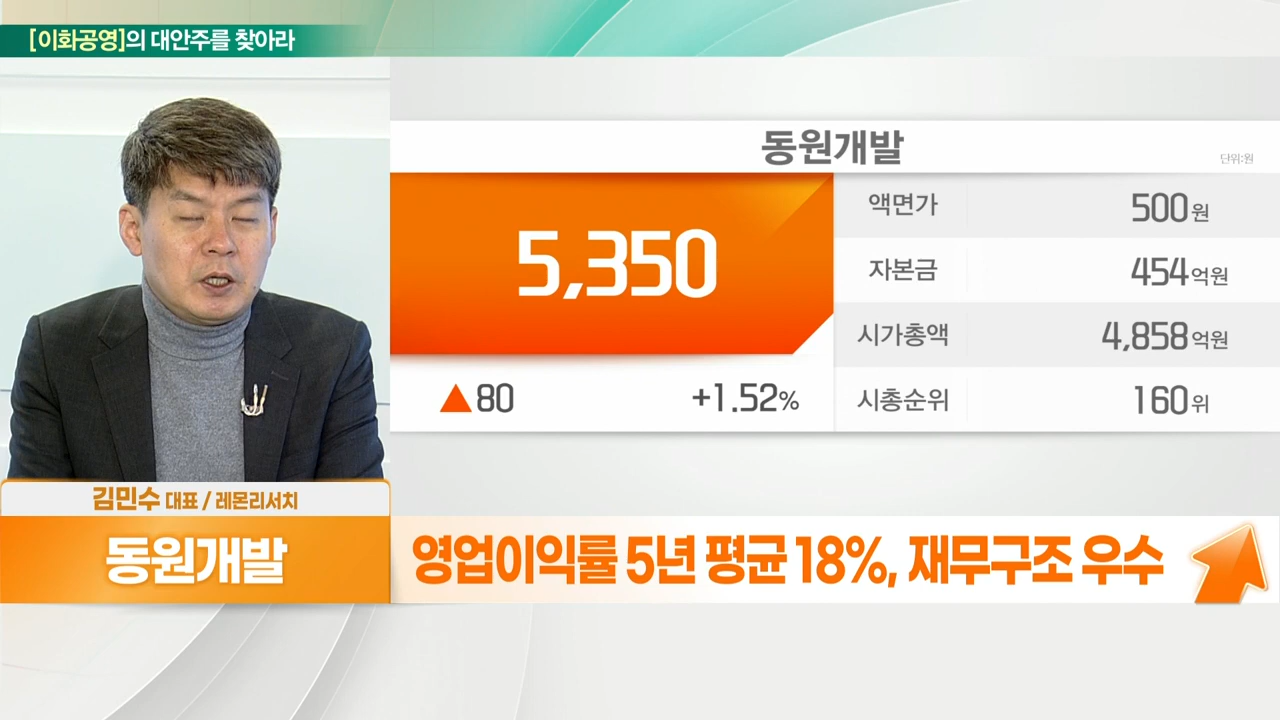 [이화공영]의 대안주를 찾아라
동원개발
단위:원
5,350
▲80 +1.52%
액면가 500원
자본금 454억원
시가총액 4,858억원
시총순위 160위
김민수 대표 / 레몬리서치
동원개발
영업이익률 5년 평균 18%, 재무구조 우수